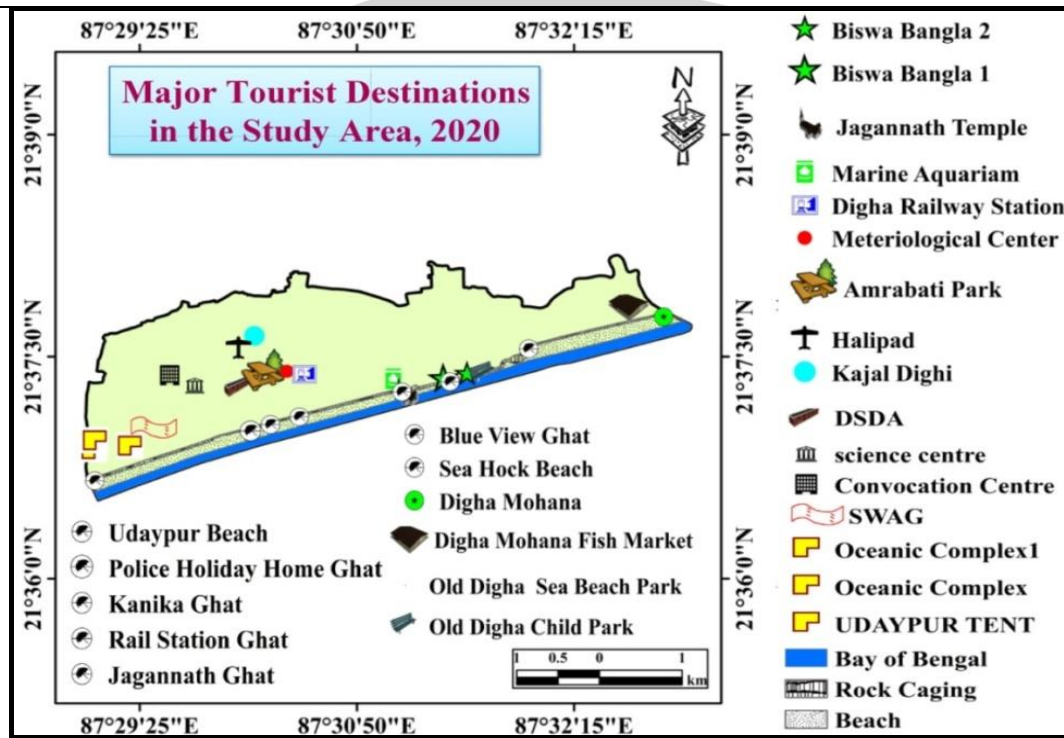 87°29'25"E 87°30'50"E 87°32'15"E
Major Tourist Destinations
in the Study Area, 2020
N
21°39'0"N
21°37'30"N
21°36'0"N
21°39'0"N
21°37'30"N
21°36'0"N
Blue View Ghat
Sea Hock Beach
Digha Mohana
Digha Mohana Fish Market
Old Digha Sea Beach Park
Old Digha Child Park
Udaypur Beach
Police Holiday Home Ghat
Kanika Ghat
Rail Station Ghat
Jagannath Ghat
1 0.5 0 1
km
87°29'25"E 87°30'50"E 87°32'15"E
Biswa Bangla 2
Biswa Bangla 1
Jagannath Temple
Marine Aquariam
Digha Railway Station
Meteriological Center
Amrabati Park
Halipad
Kajal Dighi
DSDA
science centre
Convocation Centre
SWAG
Oceanic Complex1
Oceanic Complex
UDAYPUR TENT
Bay of Bengal
Rock Caging
Beach